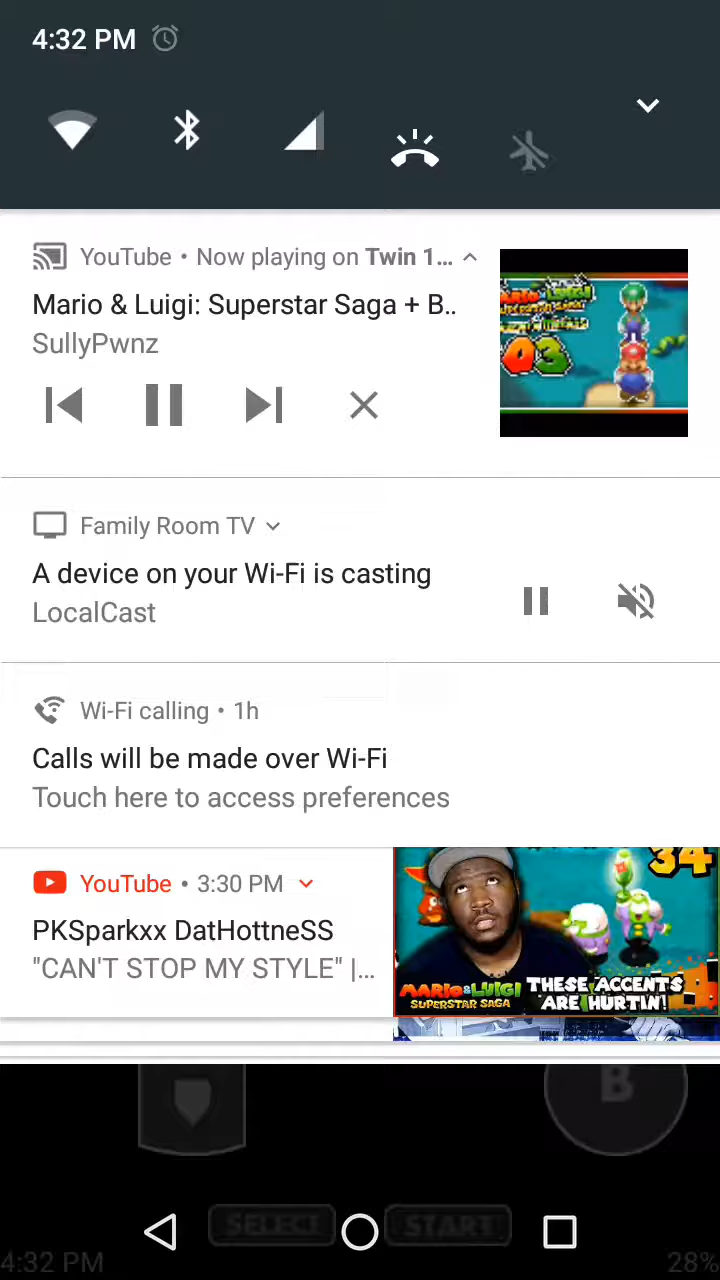 4:32 PM
YouTube • Now playing on Twin 1...
Mario & Luigi: Superstar Saga + B..
SullyPwnz
MARIO & LUIGI
03
Family Room TV
A device on your Wi-Fi is casting
LocalCast
Wi-Fi calling • 1h
Calls will be made over Wi-Fi
Touch here to access preferences
YouTube • 3:30 PM
PKSparkxx DatHottneSS
"CAN'T STOP MY STYLE" |...
34
MARIO & LUIGI
SUPERSTAR SAGA
THESE ACCENTS
ARE HURTIN!
B
SELECT
START
4:32 PM
28%